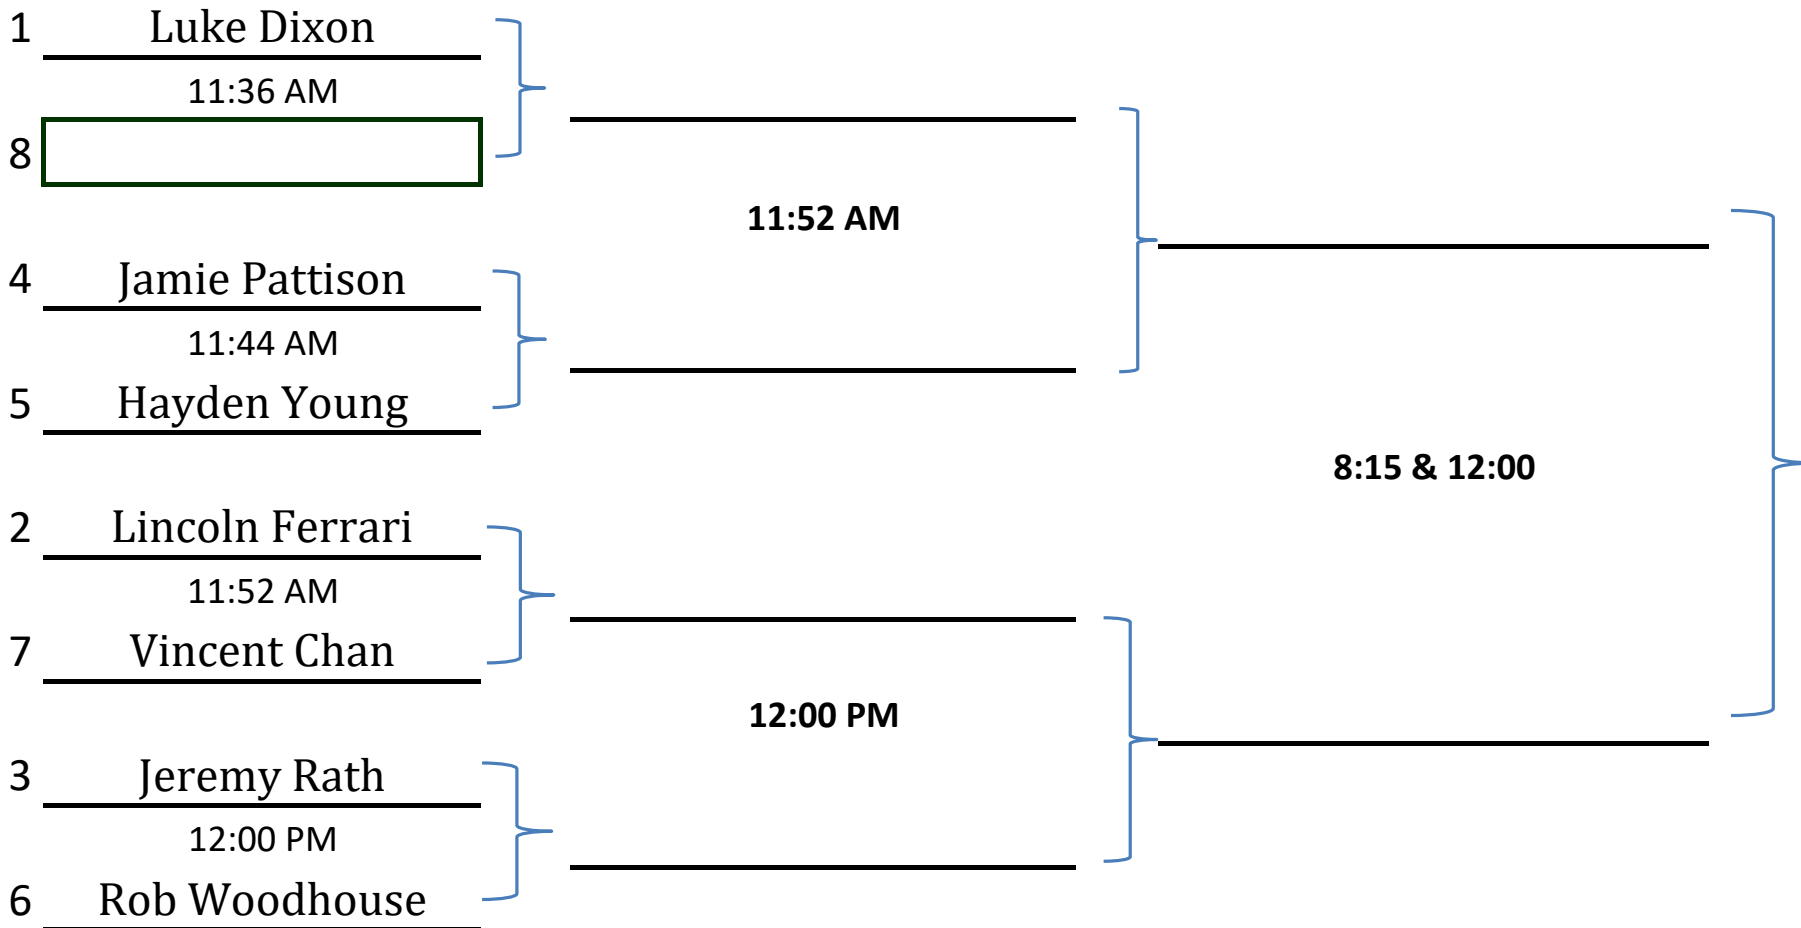 1 Luke Dixon
11:36 AM
8
11:52 AM
4 Jamie Pattison
11:44 AM
5 Hayden Young
8:15 & 12:00
2 Lincoln Ferrari
11:52 AM
7 Vincent Chan
12:00 PM
3 Jeremy Rath
12:00 PM
6 Rob Woodhouse